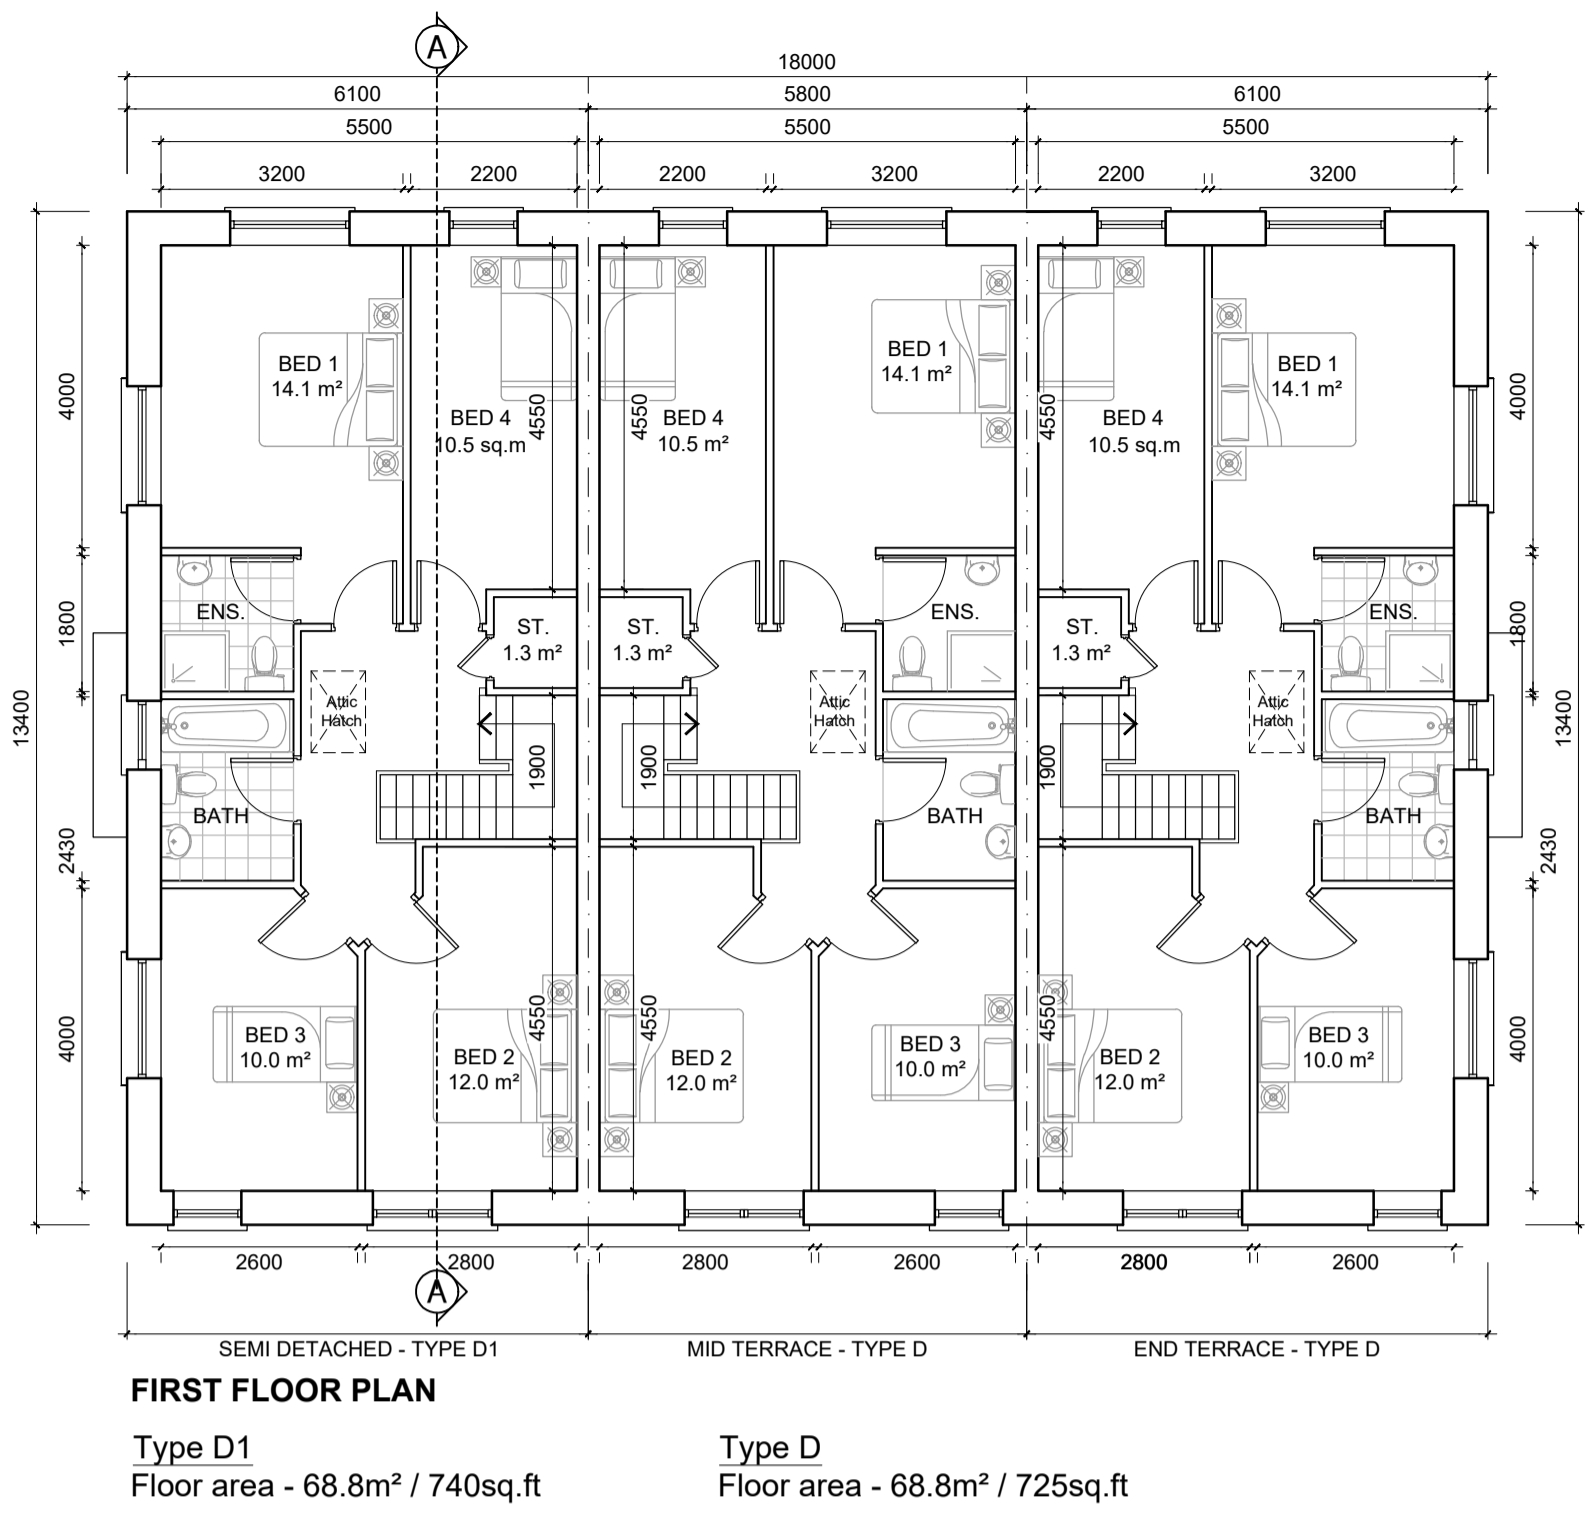 A
18000
6100
5800
6100
5500
5500
5500
3200
2200
2200
3200
2200
3200
13400
4000
1800
2430
4000
BED 1
14.1 m²
BED 4
10.5 sq.m
4550
4550
BED 4
10.5 m²
BED 1
14.1 m²
4550
BED 4
10.5 sq.m
BED 1
14.1 m²
4000
1800
2430
4000
13400
ENS.
ST.
1.3 m²
ST.
1.3 m²
ENS.
ST.
1.3 m²
ENS.
Attic
Hatch
Attic
Hatch
Attic
Hatch
1900
1900
1900
BATH
BATH
BATH
BED 3
10.0 m²
BED 2
12.0 m²
4550
4550
BED 2
12.0 m²
BED 3
10.0 m²
4550
BED 2
12.0 m²
BED 3
10.0 m²
2600
2800
2800
2600
2800
2600
A
SEMI DETACHED - TYPE D1
MID TERRACE - TYPE D
END TERRACE - TYPE D
FIRST FLOOR PLAN
Type D1
Floor area - 68.8m² / 740sq.ft
Type D
Floor area - 68.8m² / 725sq.ft